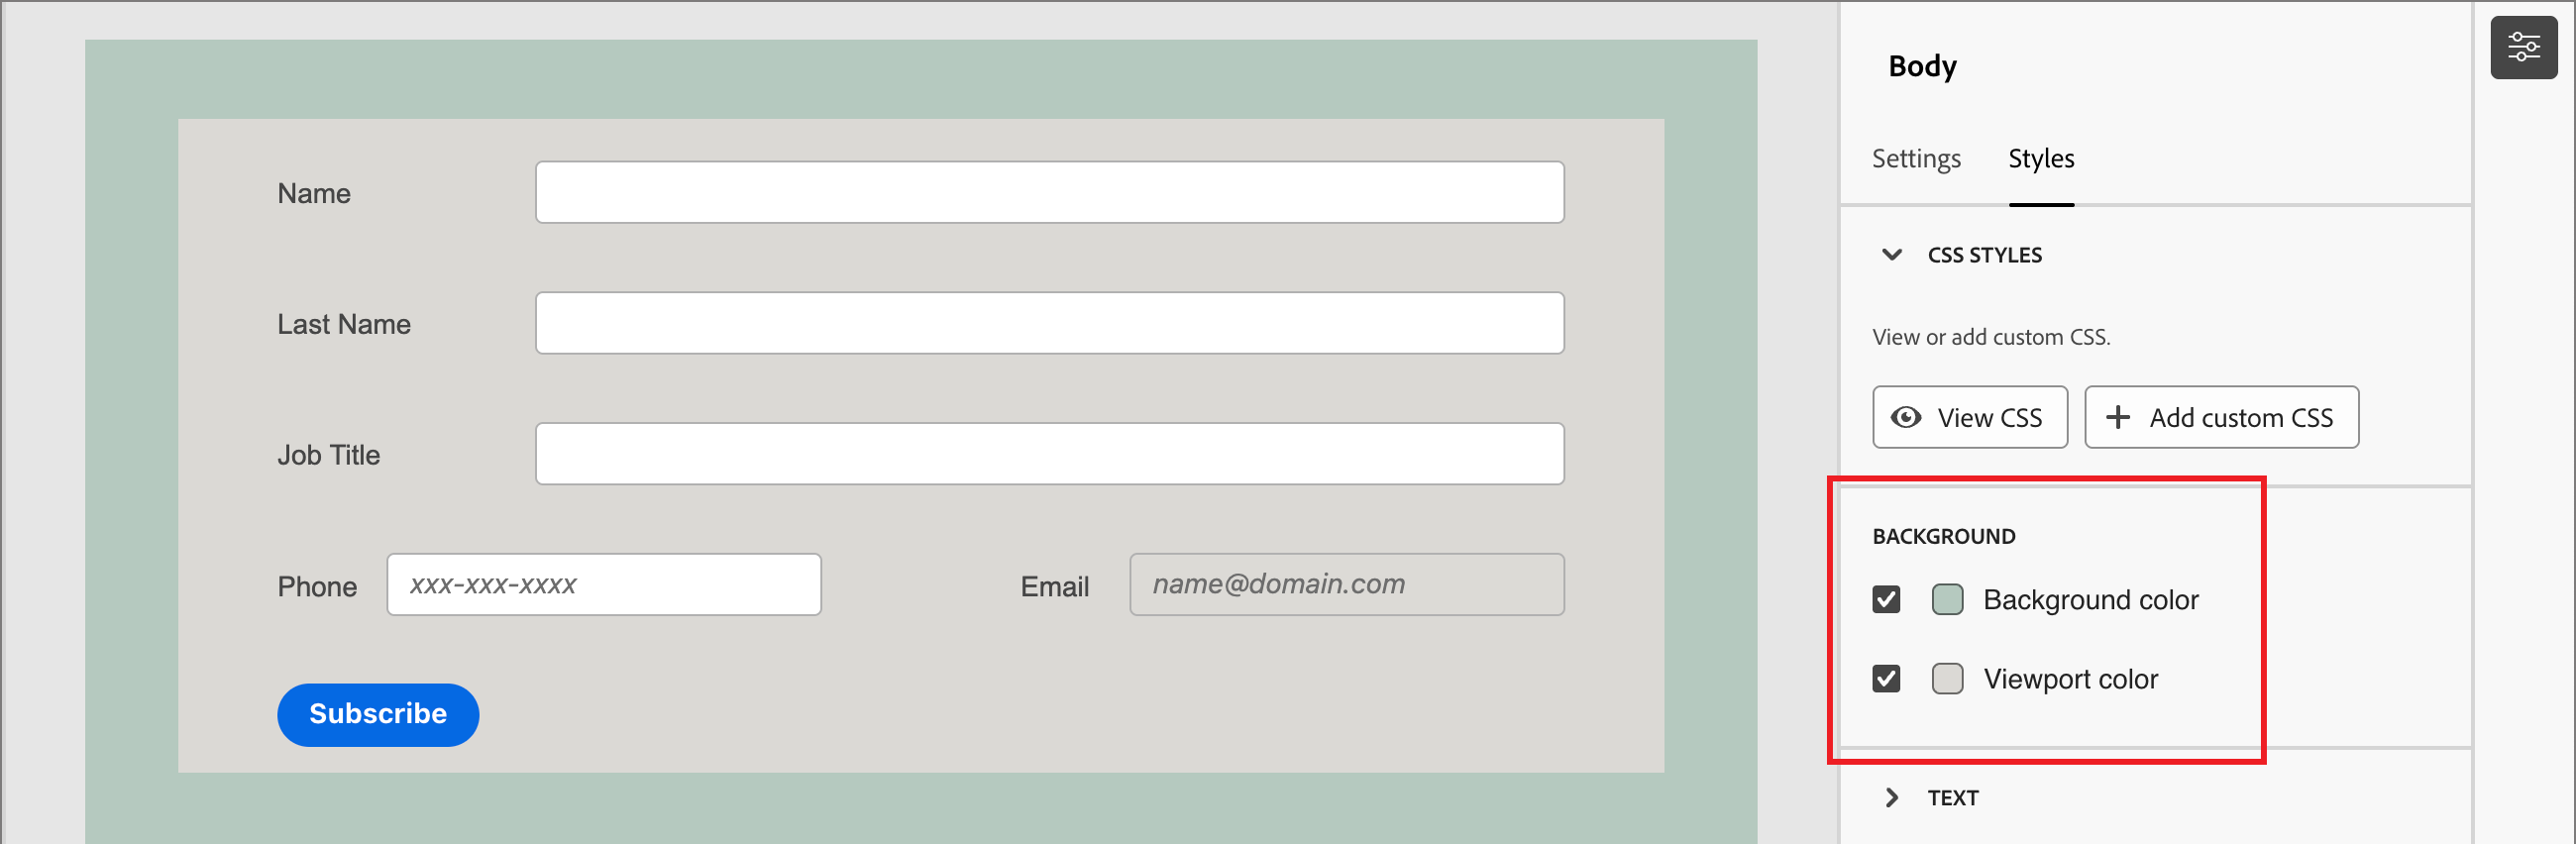 Name
Last Name
Job Title
Phone
xxx-xxx-xxxx
Email
name@domain.com
Subscribe
Body
Settings
Styles
CSS STYLES
View or add custom CSS.
View CSS
Add custom CSS
BACKGROUND
Background color
Viewport color
TEXT